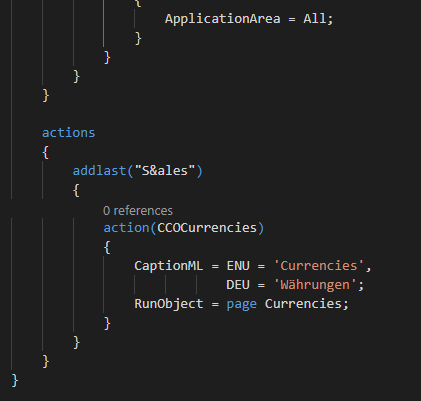 {
ApplicationArea = All;
}
}
}
}
actions
{
addlast("S&ales")
{
0 references
action(CCOCurrencies)
{
CaptionML = ENU = 'Currencies',
DEU = 'Währungen';
RunObject = page Currencies;
}
}
}
}